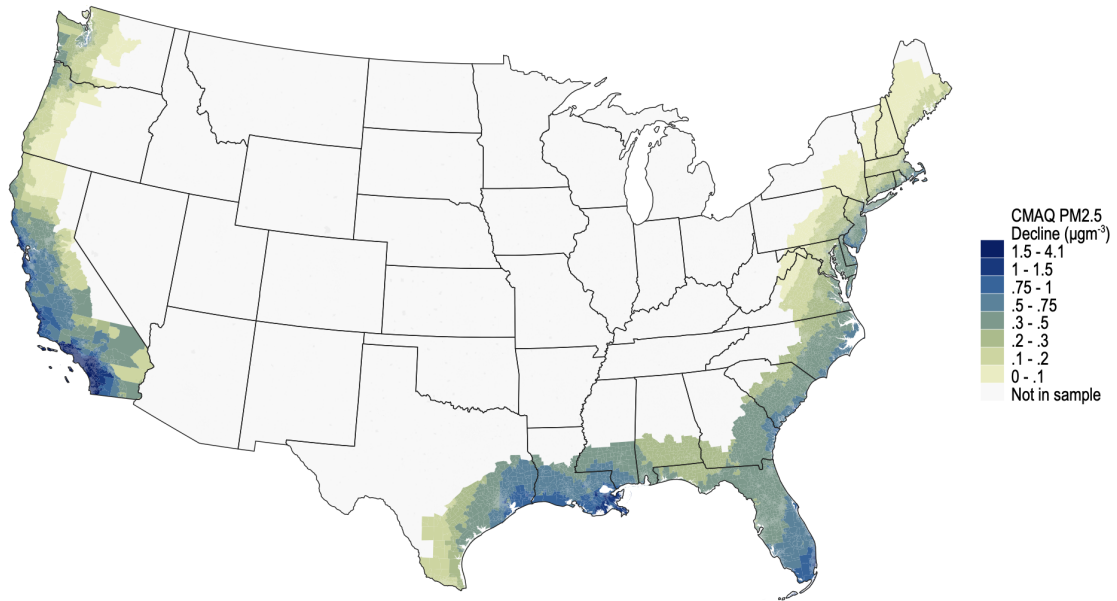 CMAQ PM2.5
Decline (µgm⁻³)
1.5 - 4.1
1 - 1.5
.75 - 1
.5 - .75
.3 - .5
.2 - .3
.1 - .2
0 - .1
Not in sample